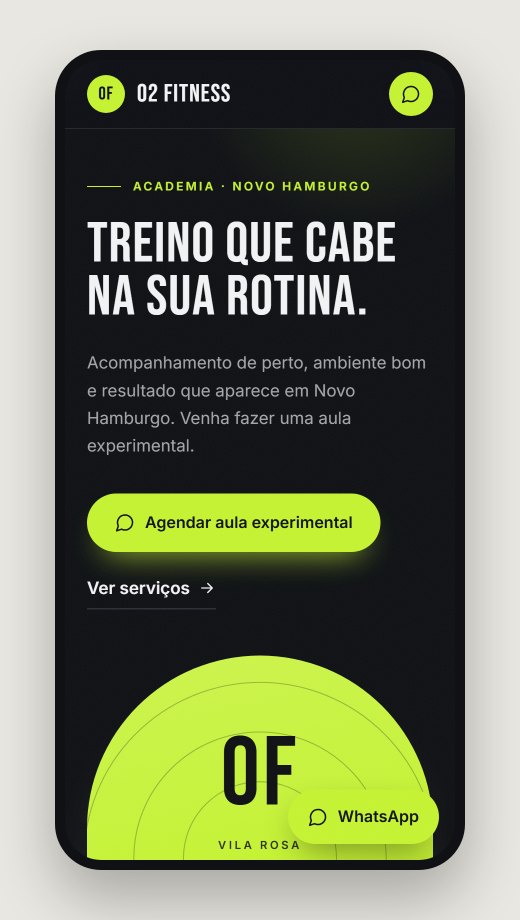 OF
O2 FITNESS
ACADEMIA · NOVO HAMBURGO
TREINO QUE CABE
NA SUA ROTINA.
Acompanhamento de perto, ambiente bom
e resultado que aparece em Novo
Hamburgo. Venha fazer uma aula
experimental.
Agendar aula experimental
Ver serviços →
OF
WhatsApp
VILA ROSA